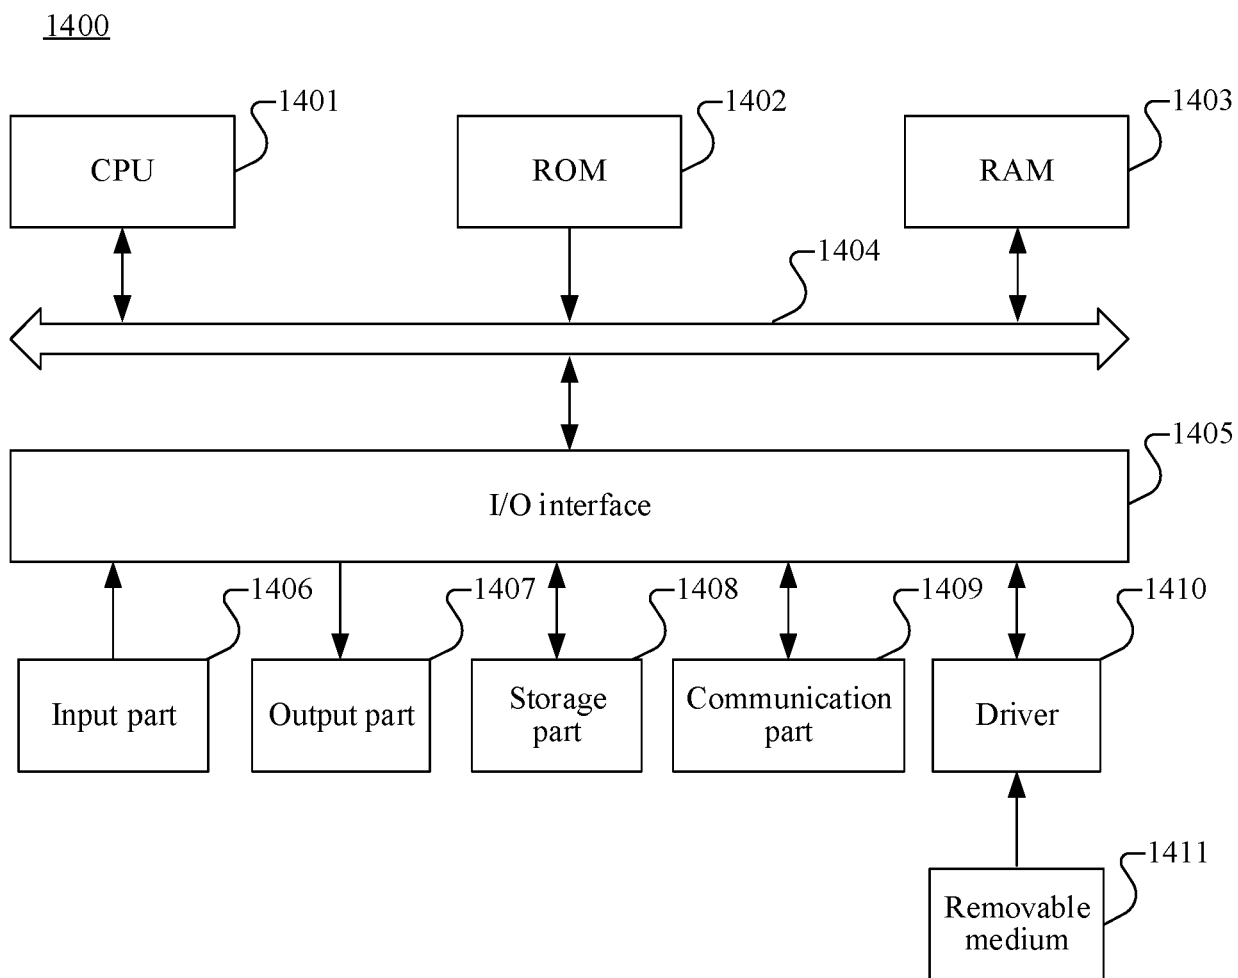 1400
1401
1402
1403
CPU
ROM
RAM
1404
1405
I/O interface
1406
1407
1408
1409
1410
Input part
Output part
Storage
part
Communication
part
Driver
1411
Removable
medium